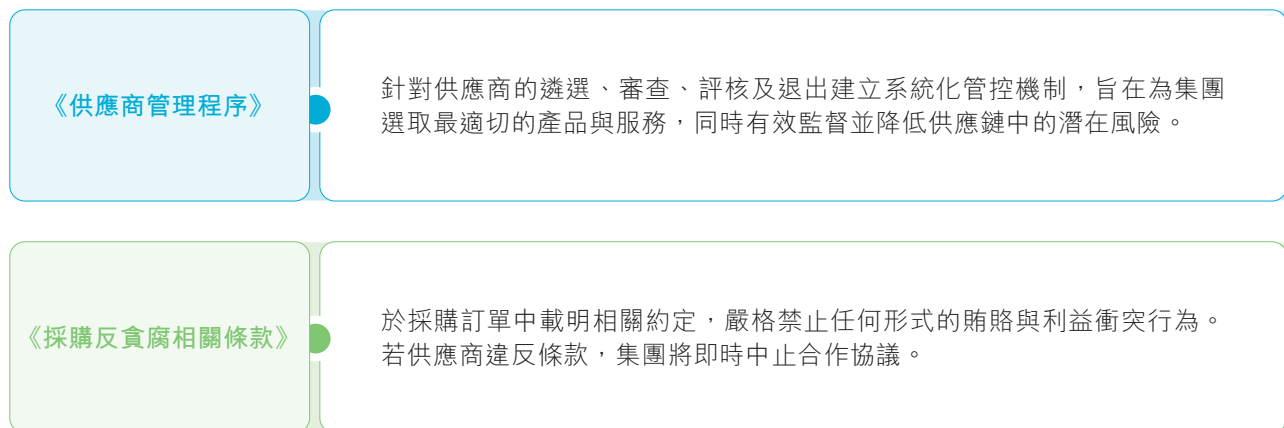 《供應商管理程序》
針對供應商的遴選、審查、評核及退出建立系統化管控機制，旨在為集團
選取最適切的產品與服務，同時有效監督並降低供應鏈中的潛在風險。
《採購反貪腐相關條款》
於採購訂單中載明相關約定，嚴格禁止任何形式的賄賂與利益衝突行為。
若供應商違反條款，集團將即時中止合作協議。